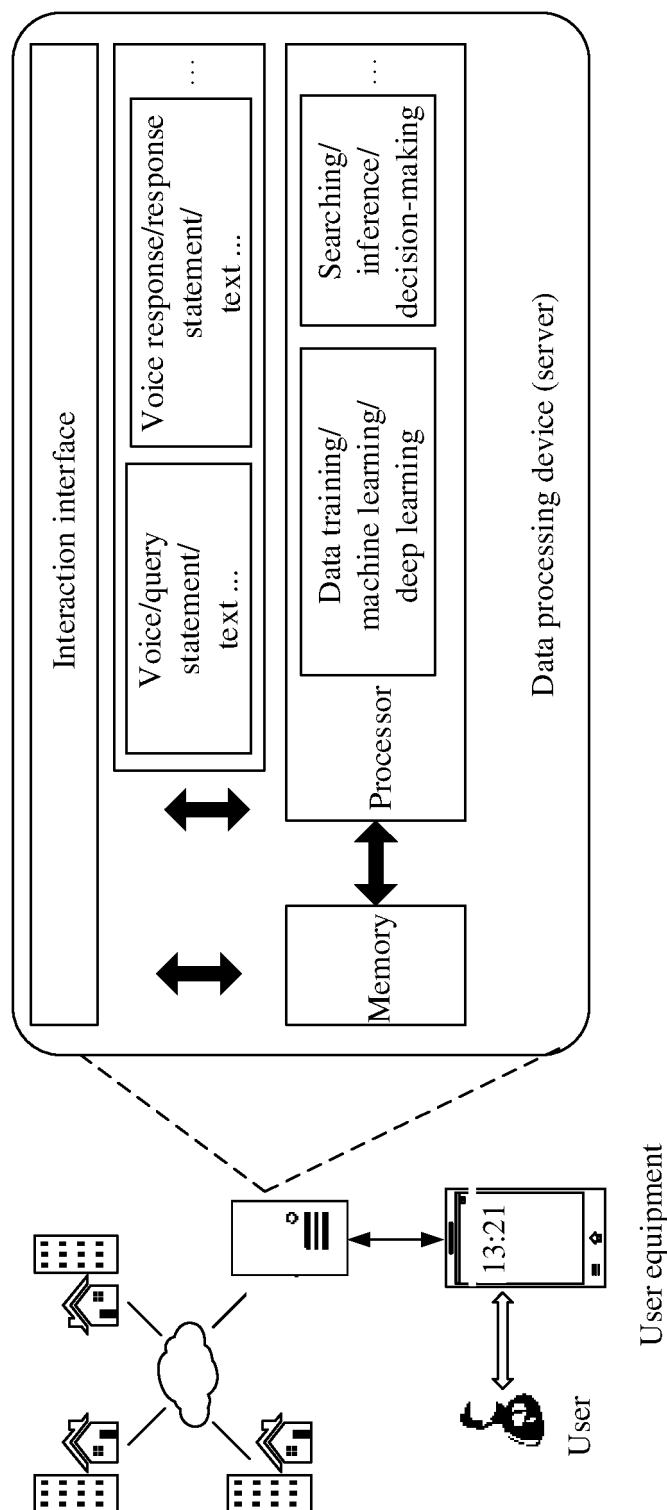 Interaction interface
Voice/query
statement/
text ...
Voice response/response
statement/
text ...
...
Memory
Processor
Data training/
machine learning/
deep learning
Searching/
inference/
decision-making
...
Data processing device (server)
13:21
User
User equipment